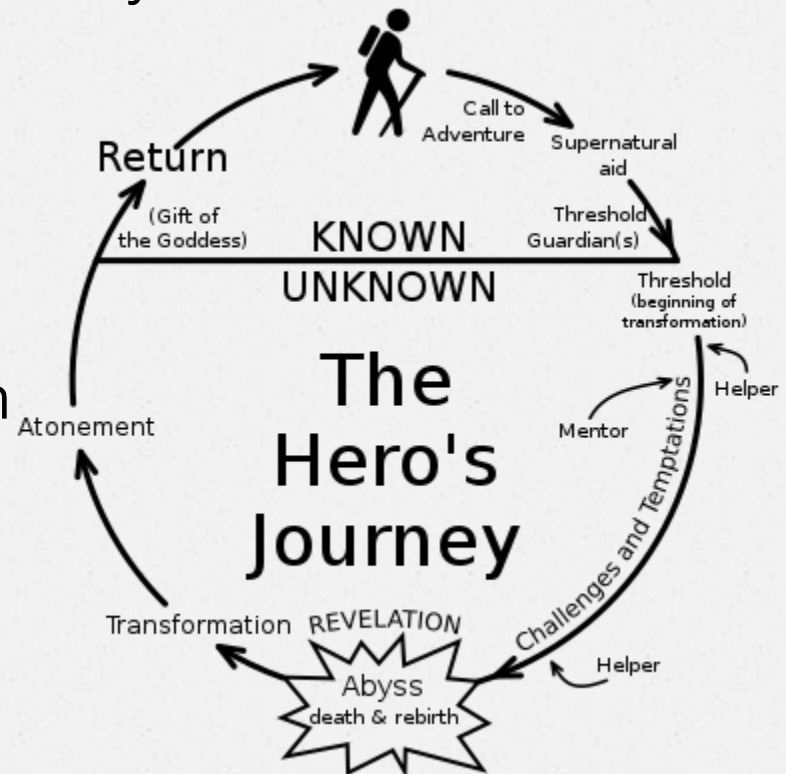 Call to
Adventure
Supernatural
aid
Return
(Gift of
the Goddess)
KNOWN
Threshold
Guardian(s)
UNKNOWN
Threshold
(beginning of
transformation)
The
Hero's
Journey
Helper
Mentor
Challenges and Temptations
Atonement
Helper
Transformation
REVELATION
Abyss
death & rebirth